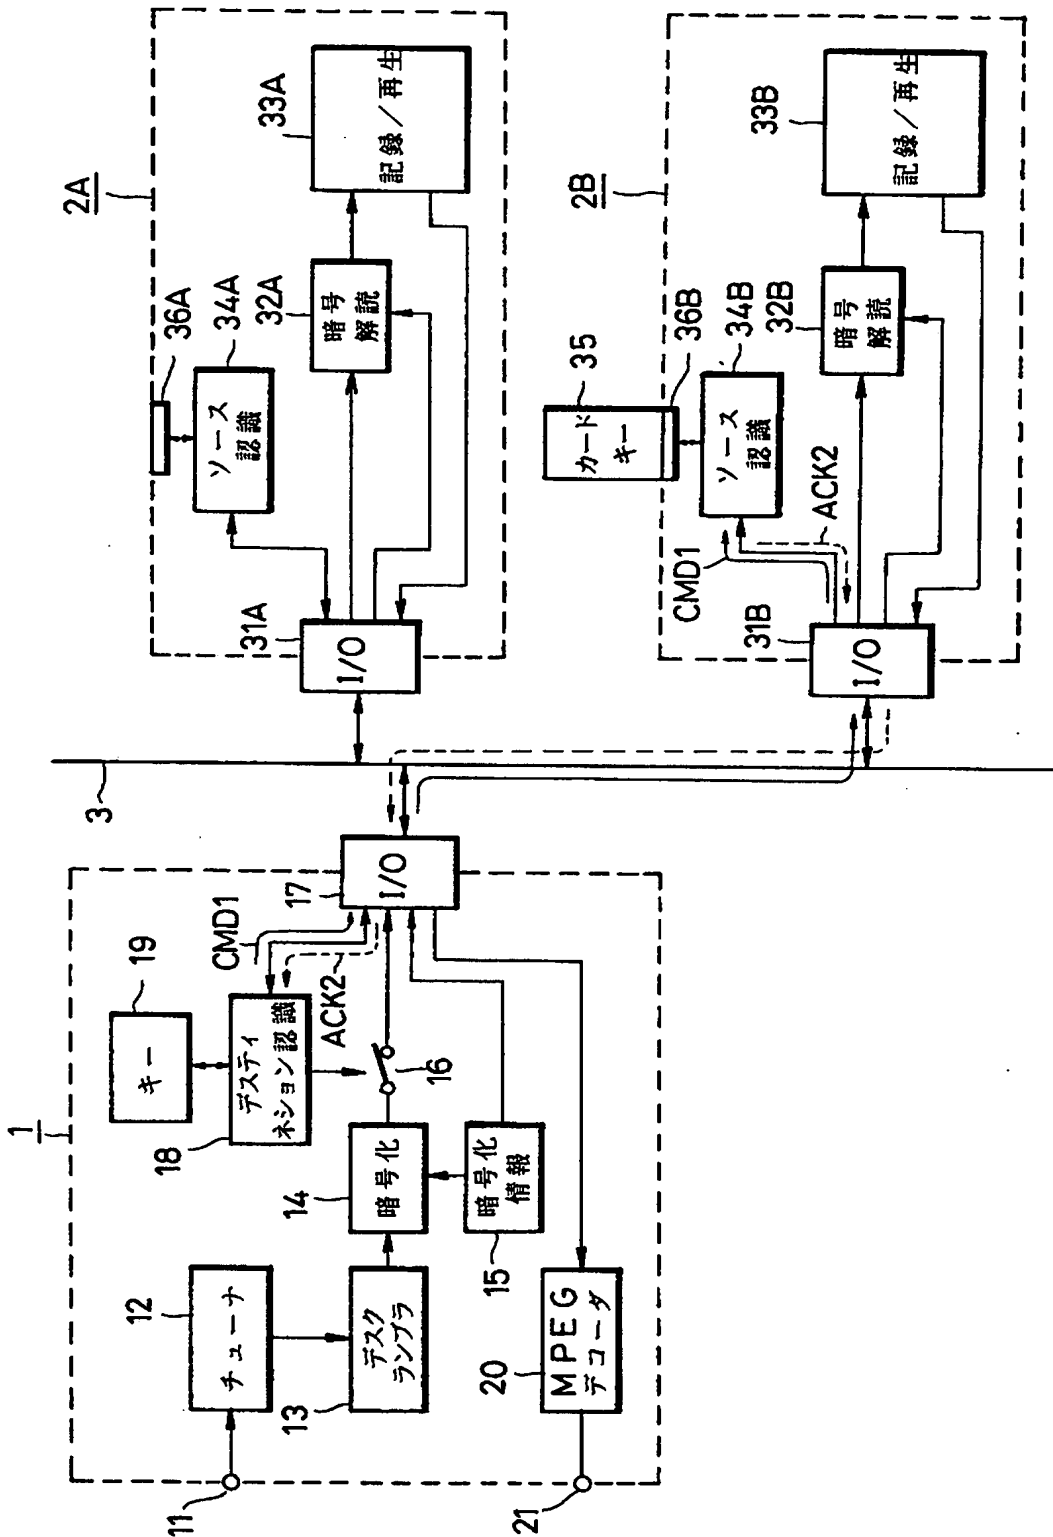 1
11
12
チューナ
13
デスク
ランブラ
14
暗号化
15
暗号化
情報
16
18
デスティ
ネション認識
19
キー
CMD1
ACK2
17
I/O
20
MPEG
デコーダ
21
3
2A
31A
I/O
36A
34A
ソース
認識
32A
暗号
解読
33A
記録/再生
2B
31B
I/O
CMD1
ACK2
35
カード
キー
36B
34B
ソース
認識
32B
暗号
解読
33B
記録/再生